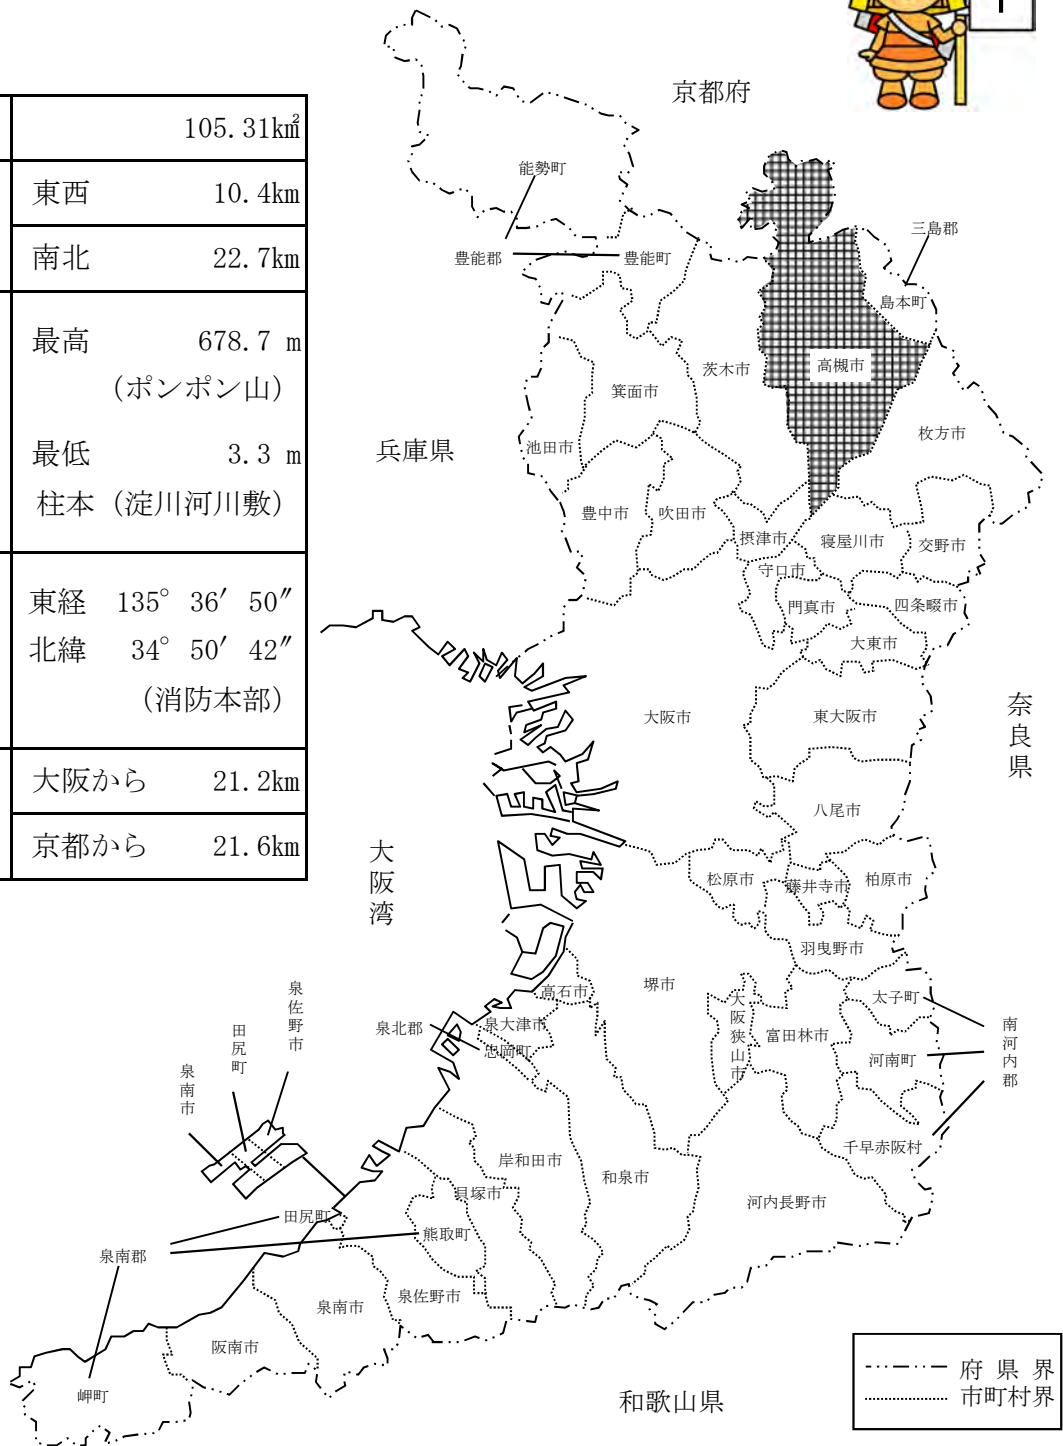 105.31km²
東西 10.4km
南北 22.7km
最高 678.7 m
（ポンポン山）
最低 3.3 m
柱本（淀川河川敷）
東経 135° 36′ 50″
北緯 34° 50′ 42″
（消防本部）
大阪から 21.2km
京都から 21.6km
京都府
能勢町
豊能郡
豊能町
三島郡
島本町
高槻市
茨木市
箕面市
枚方市
兵庫県
池田市
豊中市
吹田市
摂津市
寝屋川市
交野市
守口市
門真市
四条畷市
大東市
大阪市
東大阪市
奈良県
八尾市
大阪湾
松原市
藤井寺市
柏原市
羽曳野市
高石市
堺市
大阪狭山市
富田林市
太子町
河南町
南河内郡
千早赤阪村
泉北郡
泉大津市
忠岡町
泉佐野市
田尻町
泉南市
岸和田市
和泉市
貝塚市
河内長野市
田尻町
熊取町
泉南郡
泉佐野市
泉南市
阪南市
岬町
和歌山県
府県界
市町村界